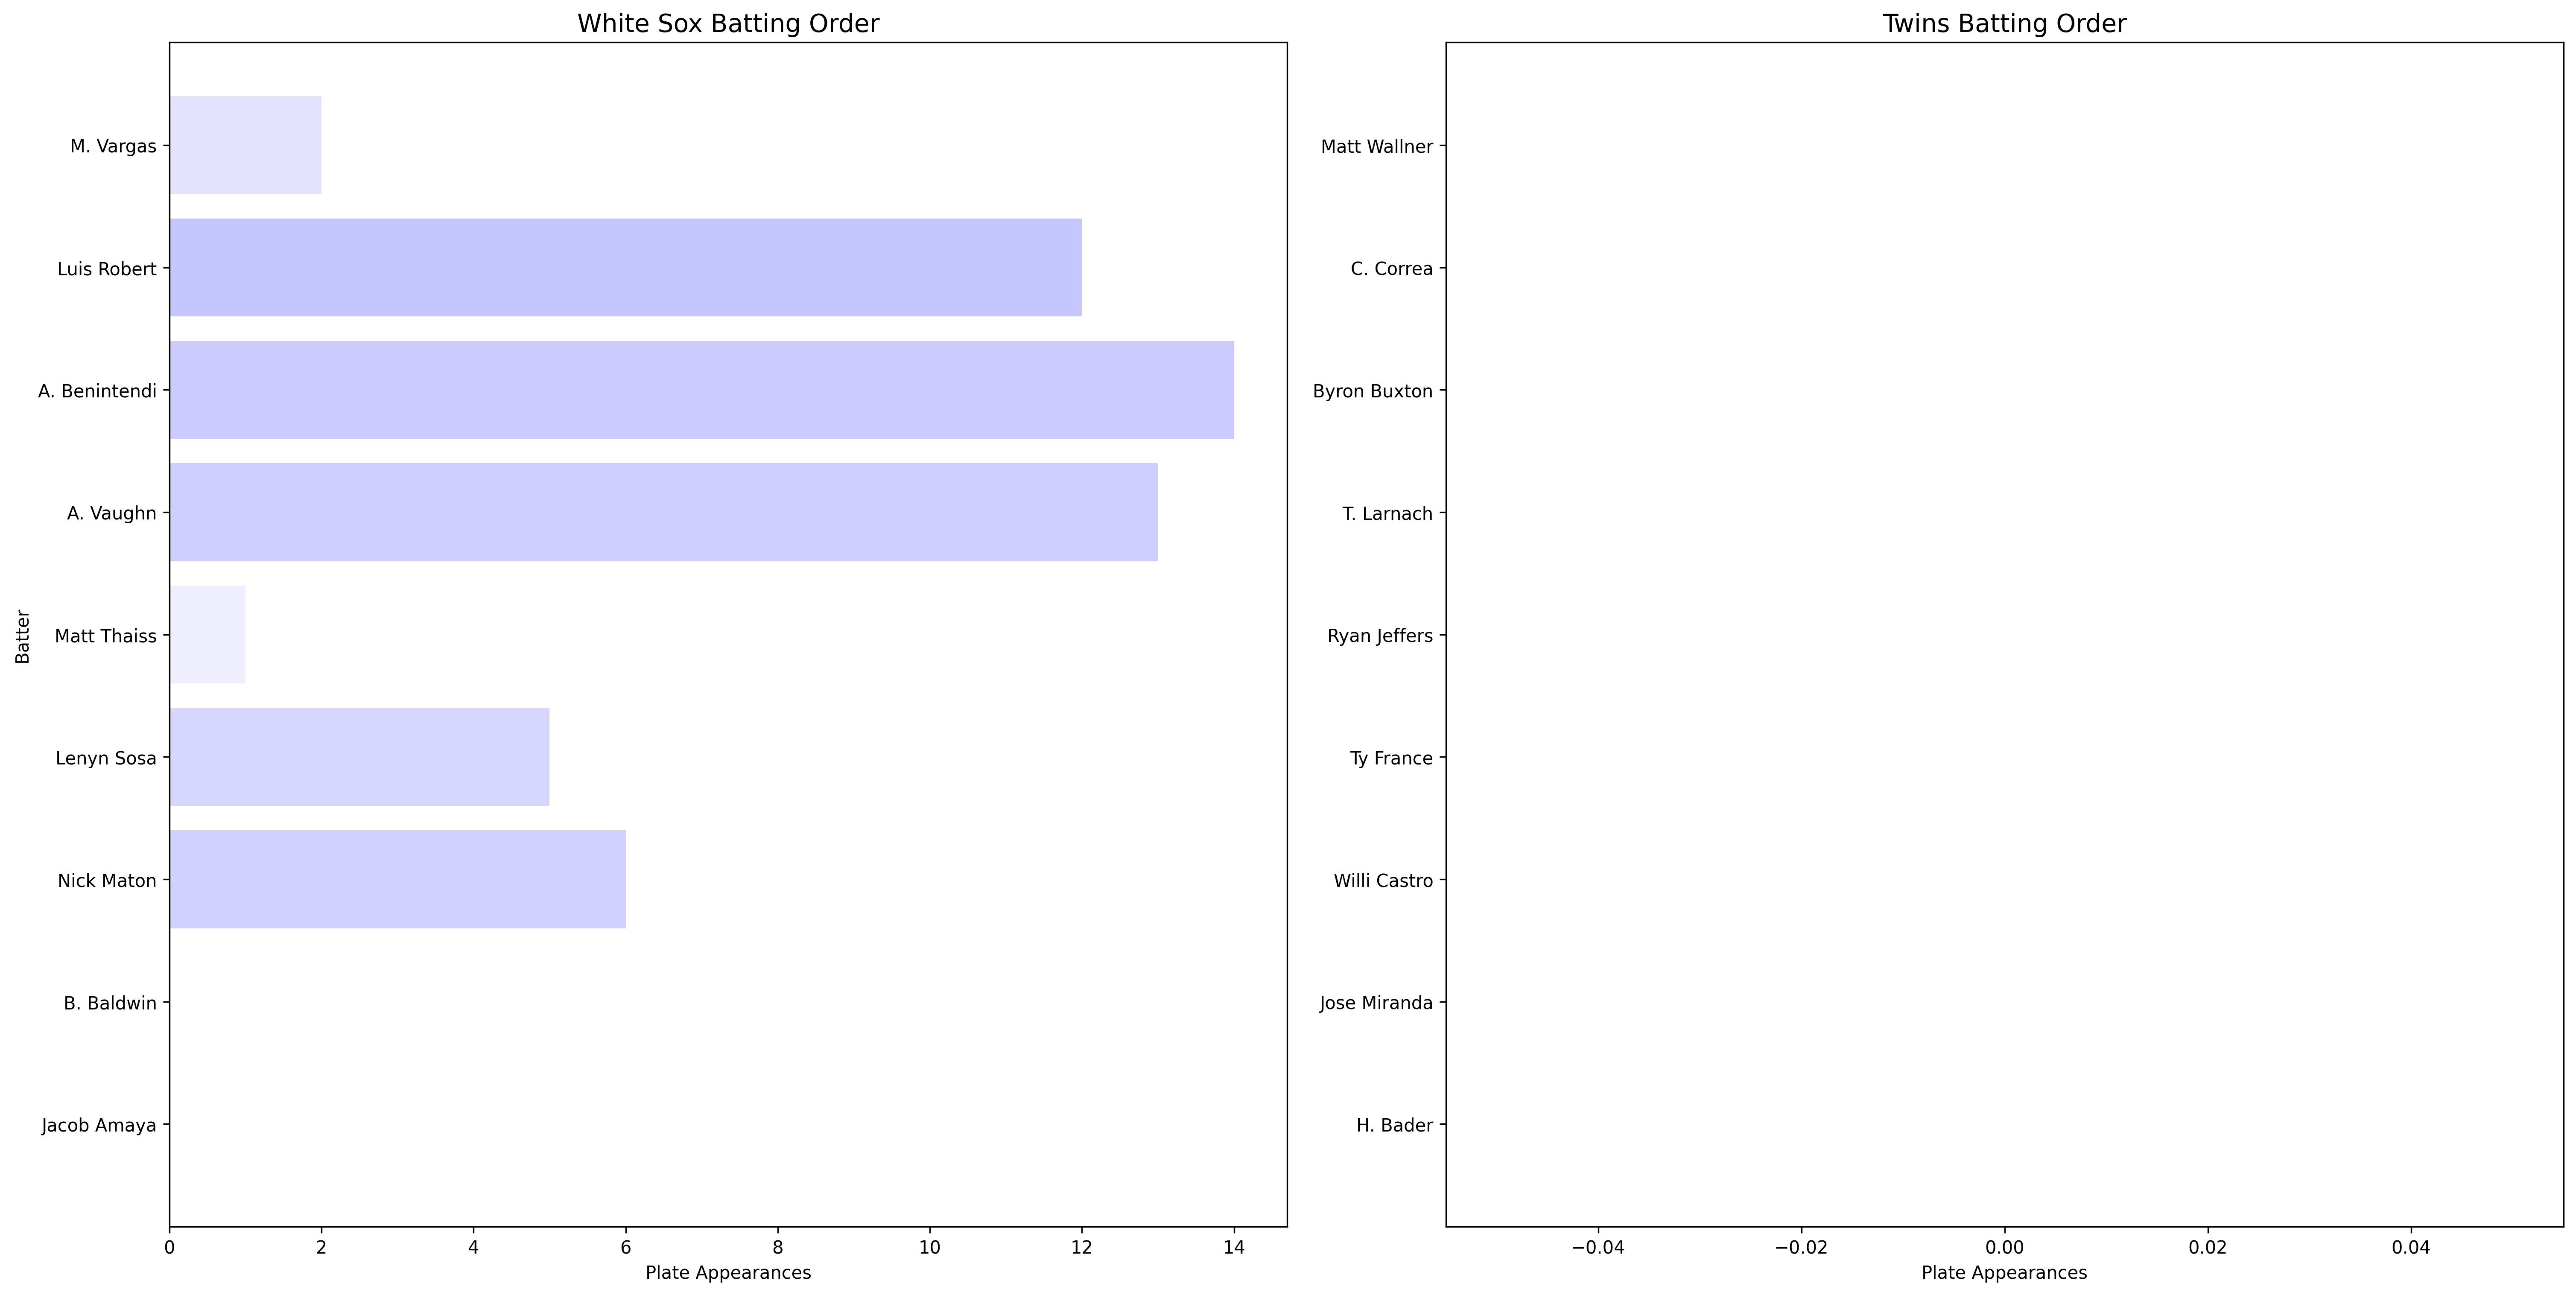 White Sox Batting Order
M. Vargas
Luis Robert
A. Benintendi
A. Vaughn
Matt Thaiss
Lenyn Sosa
Nick Maton
B. Baldwin
Jacob Amaya
Batter
0 2 4 6 8 10 12 14
Plate Appearances
Twins Batting Order
Matt Wallner
C. Correa
Byron Buxton
T. Larnach
Ryan Jeffers
Ty France
Willi Castro
Jose Miranda
H. Bader
−0.04 −0.02 0.00 0.02 0.04
Plate Appearances